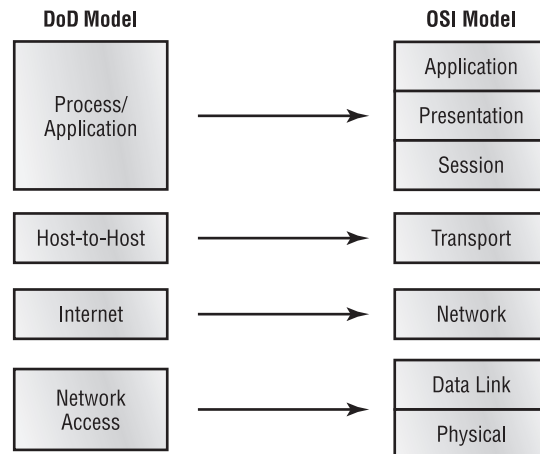 DoD Model
OSI Model
Process/
Application
Application
Presentation
Session
Host-to-Host
Transport
Internet
Network
Network
Access
Data Link
Physical